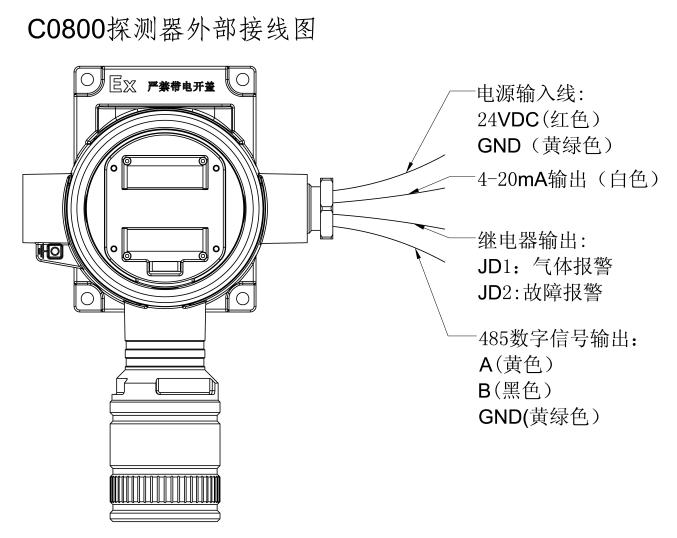 C0800探测器外部接线图
Ex 严禁带电开盖
电源输入线:
24VDC(红色)
GND（黄绿色）
4-20mA输出（白色）
继电器输出:
JD1：气体报警
JD2:故障报警
485数字信号输出:
A(黄色)
B(黑色)
GND(黄绿色)